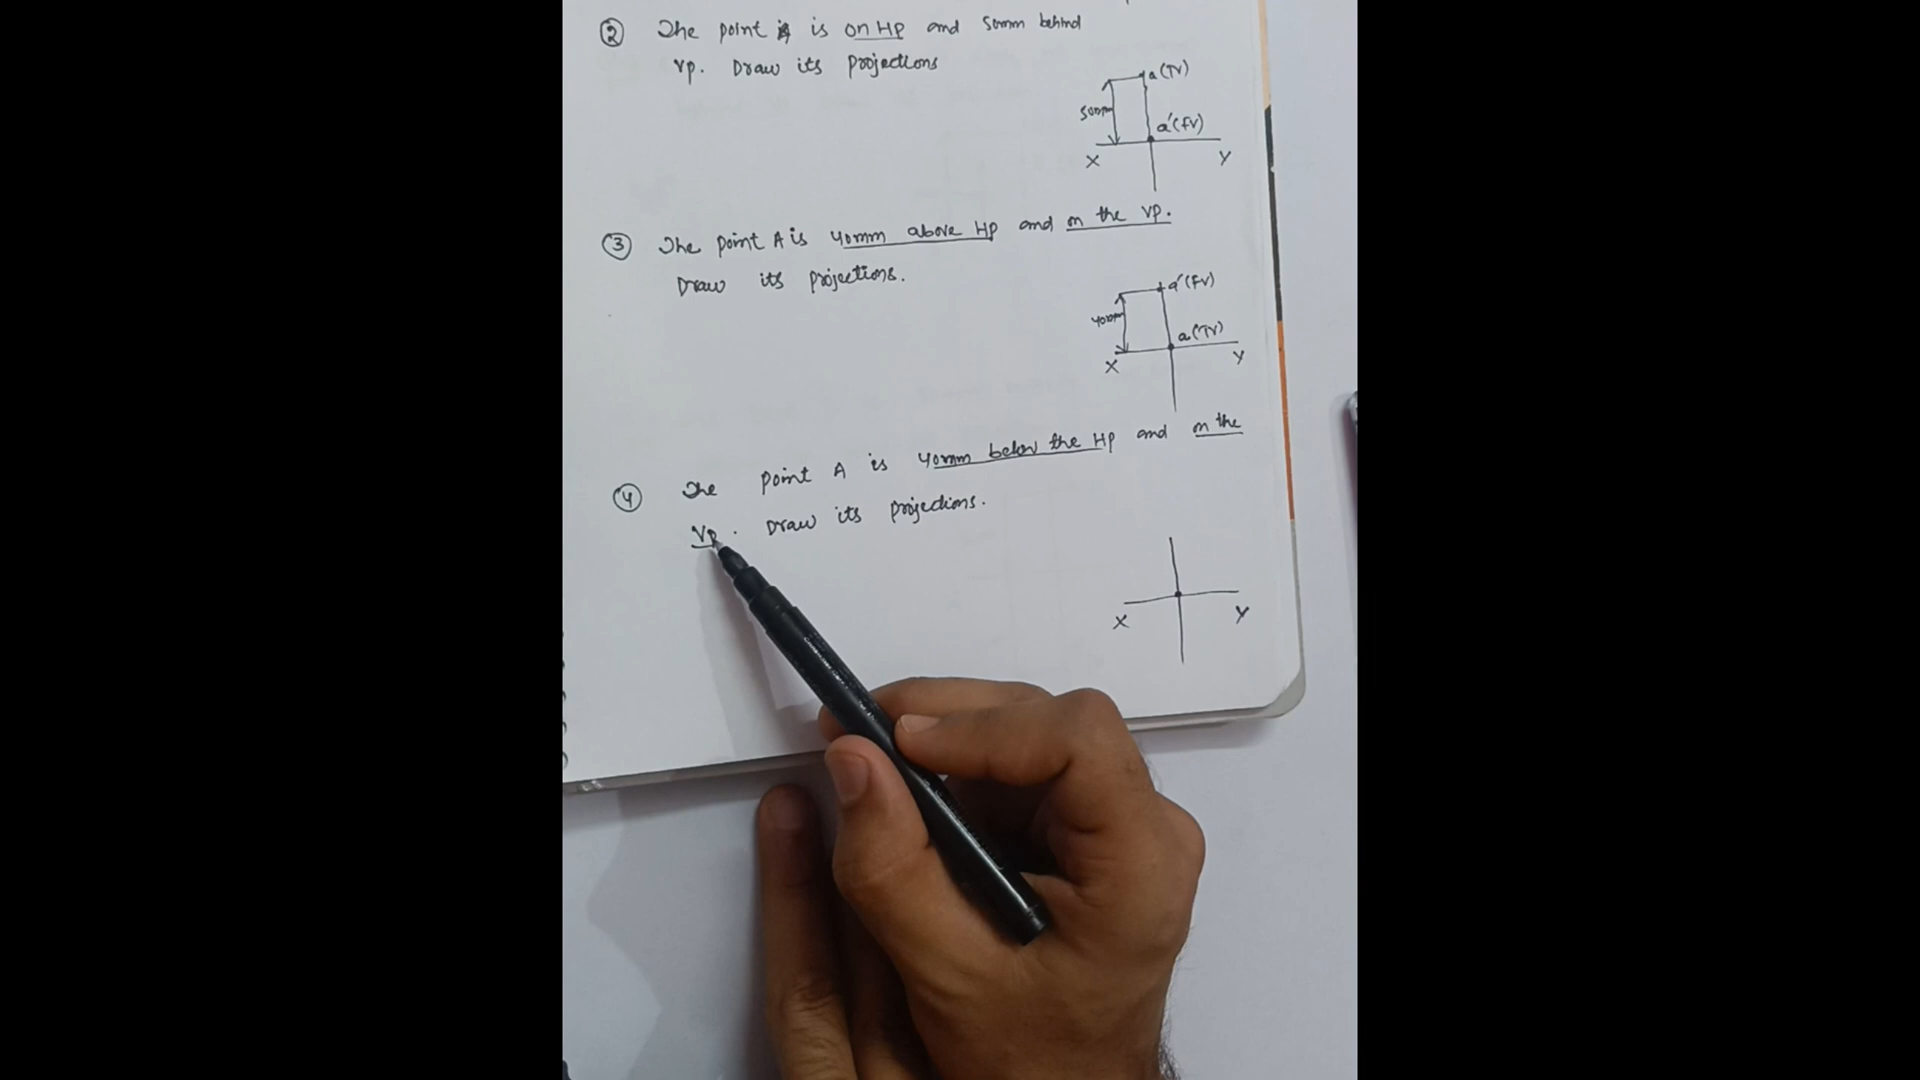 ② The point is on HP and 50mm behind
VP. Draw its projections
a(TV)
50mm
a'(FV)
X Y
③ The point A is 40mm above HP and on the VP.
Draw its projections.
a'(FV)
40mm
a(TV)
X Y
④ The point A is 40mm below the HP and on the
VP. Draw its projections.
X Y